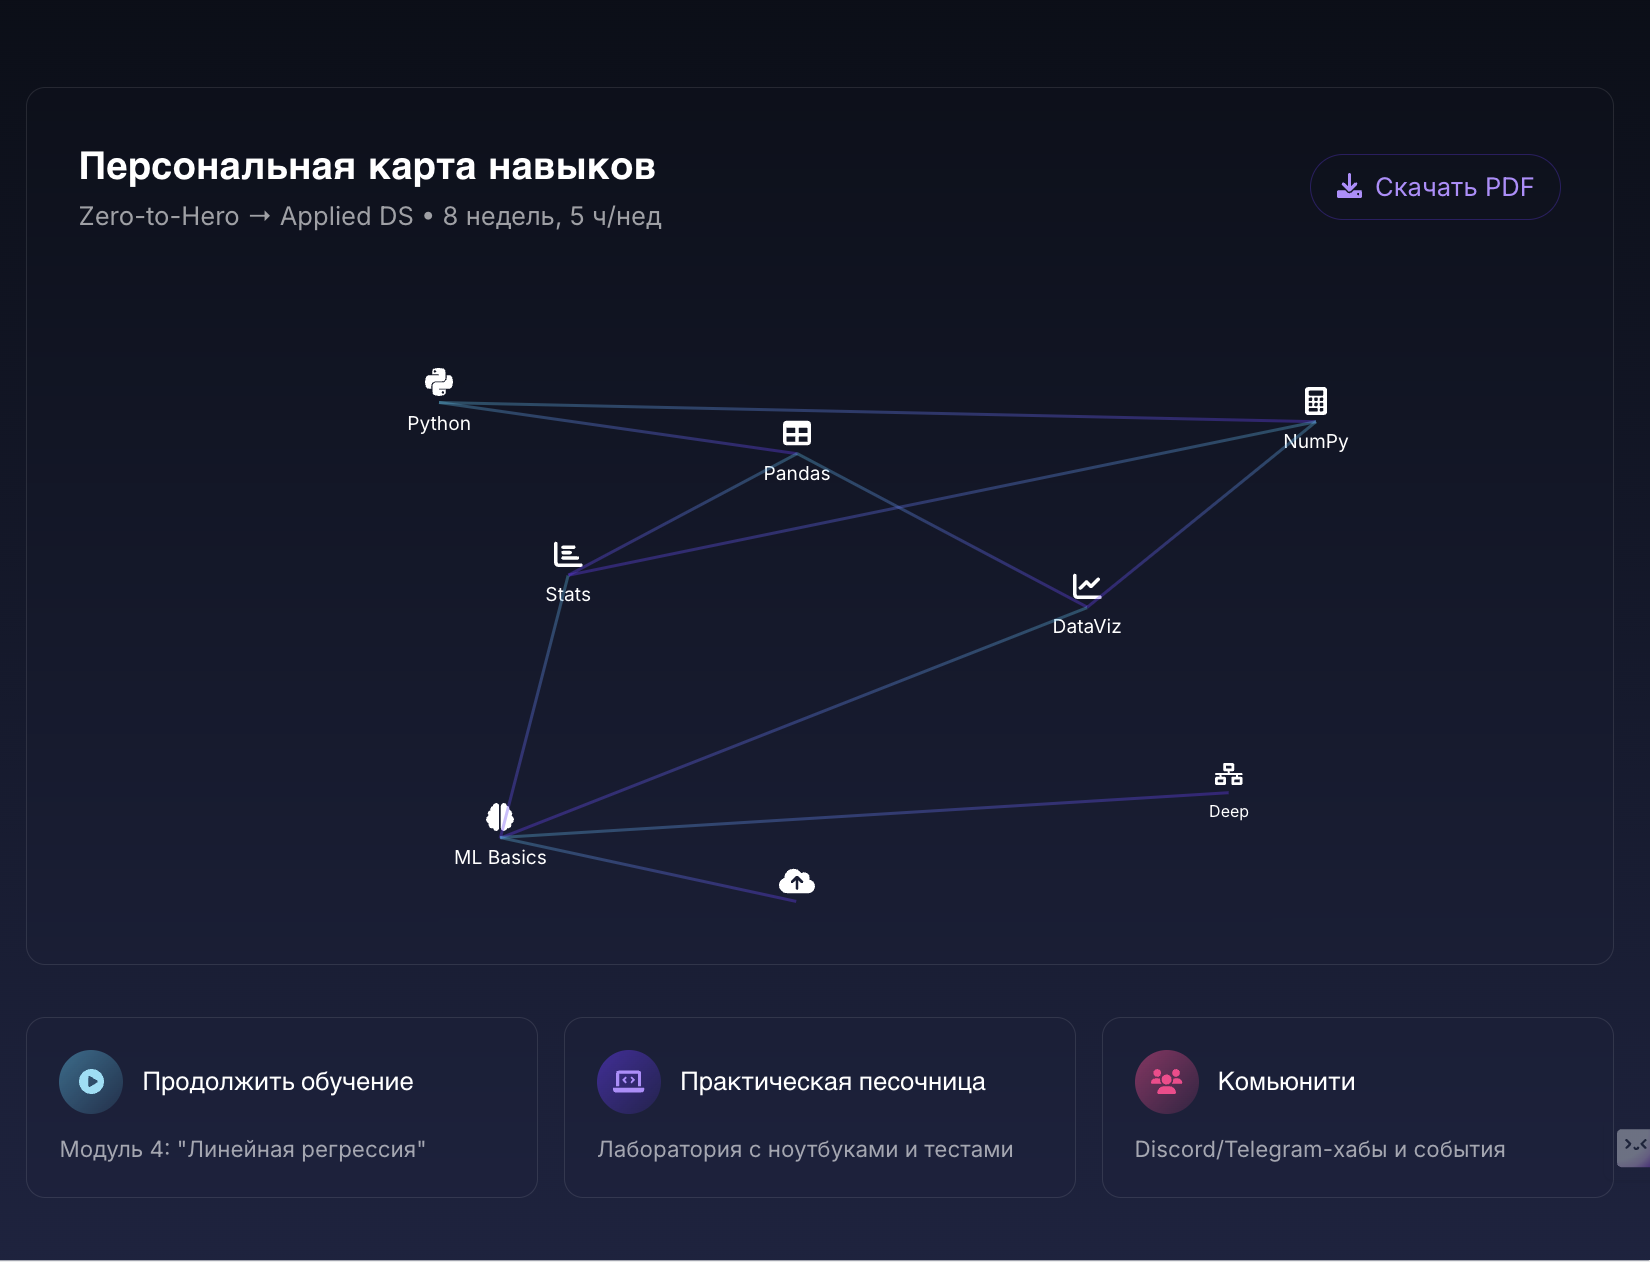 Персональная карта навыков
Zero-to-Hero → Applied DS • 8 недель, 5 ч/нед
Скачать PDF
Python
NumPy
Pandas
Stats
DataViz
Deep
ML Basics
Продолжить обучение
Модуль 4: "Линейная регрессия"
Практическая песочница
Лаборатория с ноутбуками и тестами
Комьюнити
Discord/Telegram-хабы и события